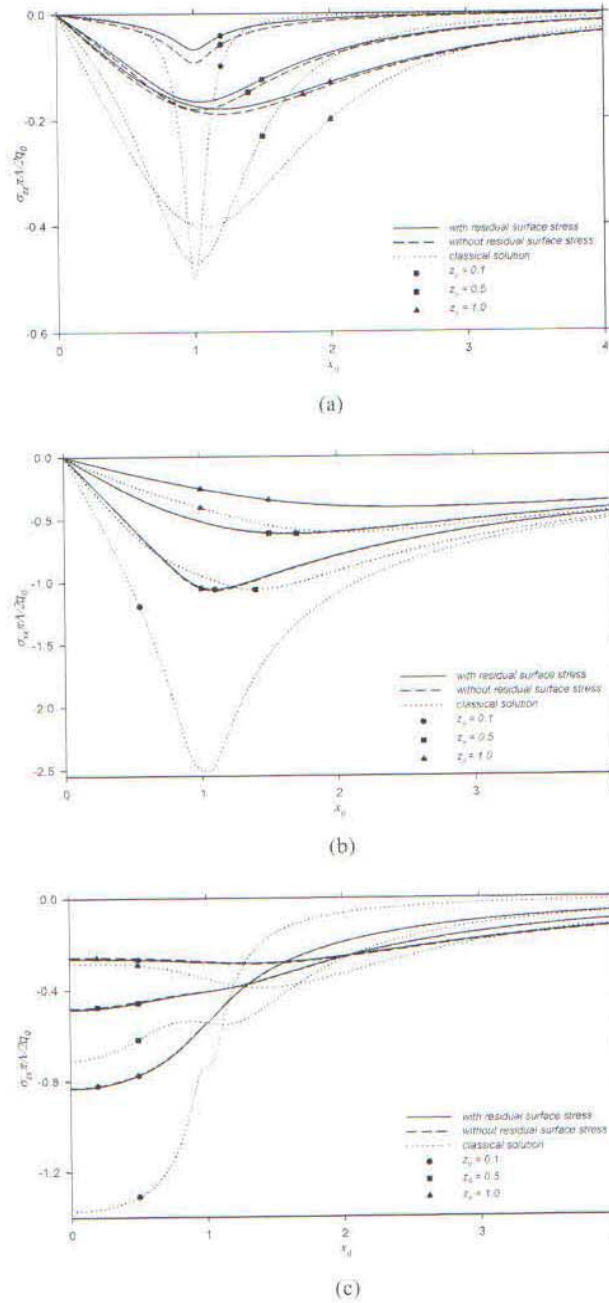 0.0
-0.2
-0.4
-0.6
0
1
2
3
4
x₀
with residual surface stress
without residual surface stress
classical solution
z₀ = 0.1
z₀ = 0.5
z₀ = 1.0
(a)
0.0
-0.5
-1.0
-1.5
-2.0
-2.5
0
1
2
3
x₀
with residual surface stress
without residual surface stress
classical solution
z₀ = 0.1
z₀ = 0.5
z₀ = 1.0
(b)
0.0
-0.4
-0.8
-1.2
0
1
2
3
x₀
with residual surface stress
without residual surface stress
classical solution
z₀ = 0.1
z₀ = 0.5
z₀ = 1.0
(c)